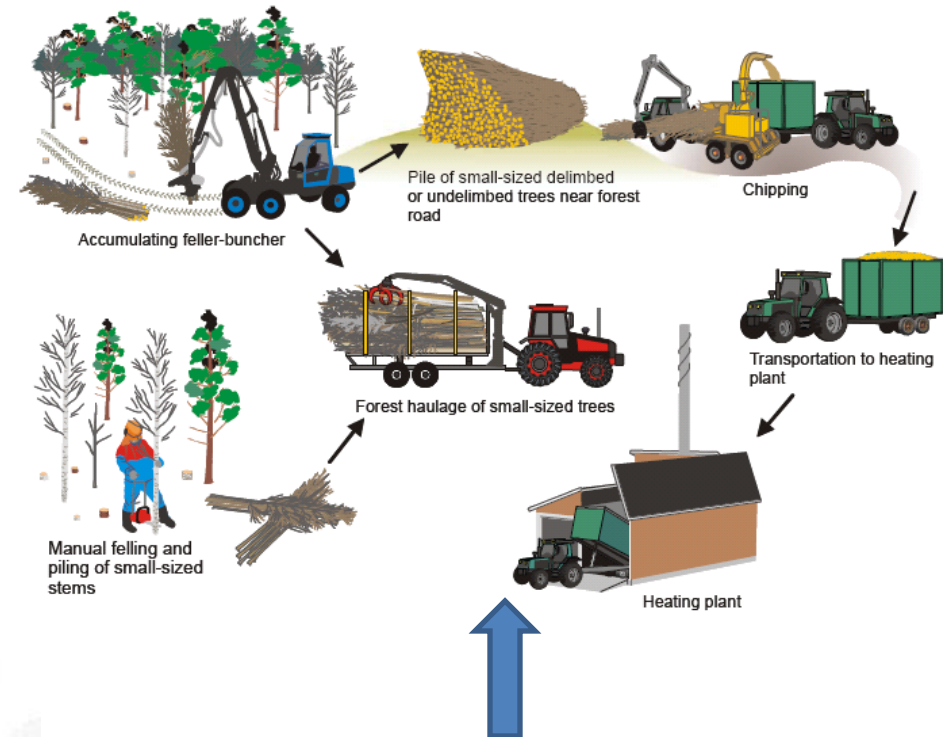 Accumulating feller-buncher
Pile of small-sized delimbed
or undelimbed trees near forest
road
Chipping
Transportation to heating
plant
Forest haulage of small-sized trees
Manual felling and
piling of small-sized
stems
Heating plant